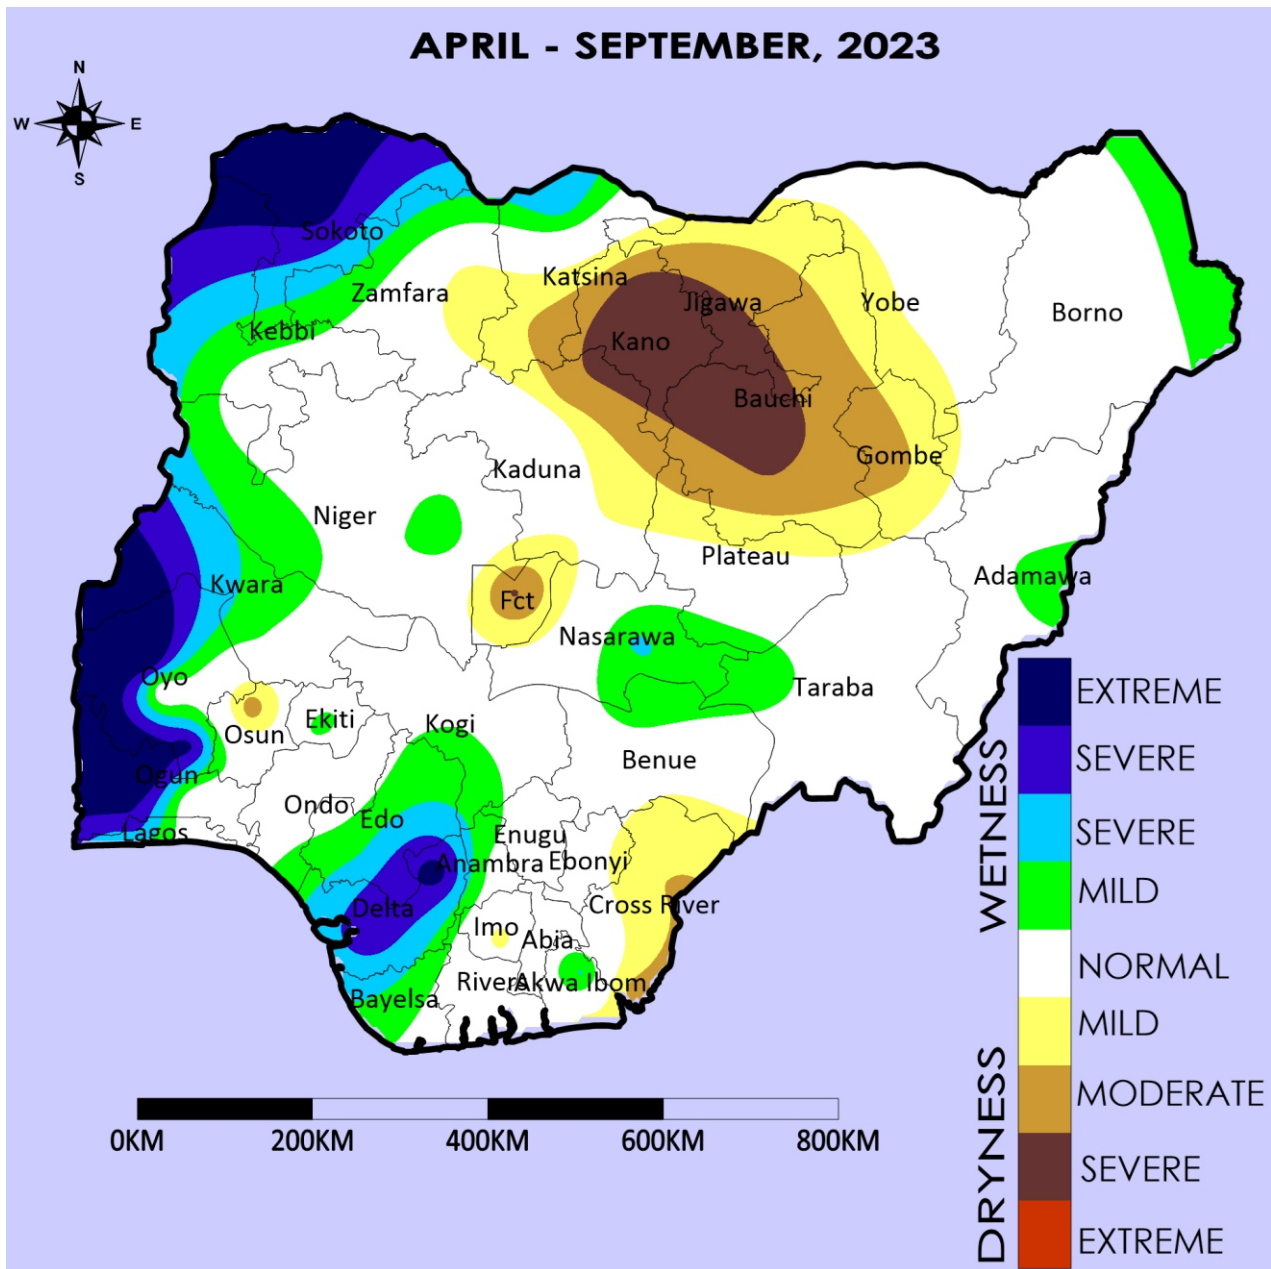 APRIL - SEPTEMBER, 2023
N
W E
S
Sokoto
Katsina
Zamfara
Jigawa
Yobe
Borno
Kebbi
Kano
Bauchi
Gombe
Kaduna
Niger
Plateau
Adamawa
Kwara
Fct
Nasarawa
Oyo
Taraba
Ekiti
Kogi
Osun
Benue
Ogun
Ondo
Edo
Lagos
Enugu
Anambra
Ebonyi
Delta
Cross River
Imo
Abia
Rivers
Akwa Ibom
Bayelsa
WETNESS
EXTREME
SEVERE
SEVERE
MILD
NORMAL
DRYNESS
MILD
MODERATE
SEVERE
EXTREME
0KM 200KM 400KM 600KM 800KM